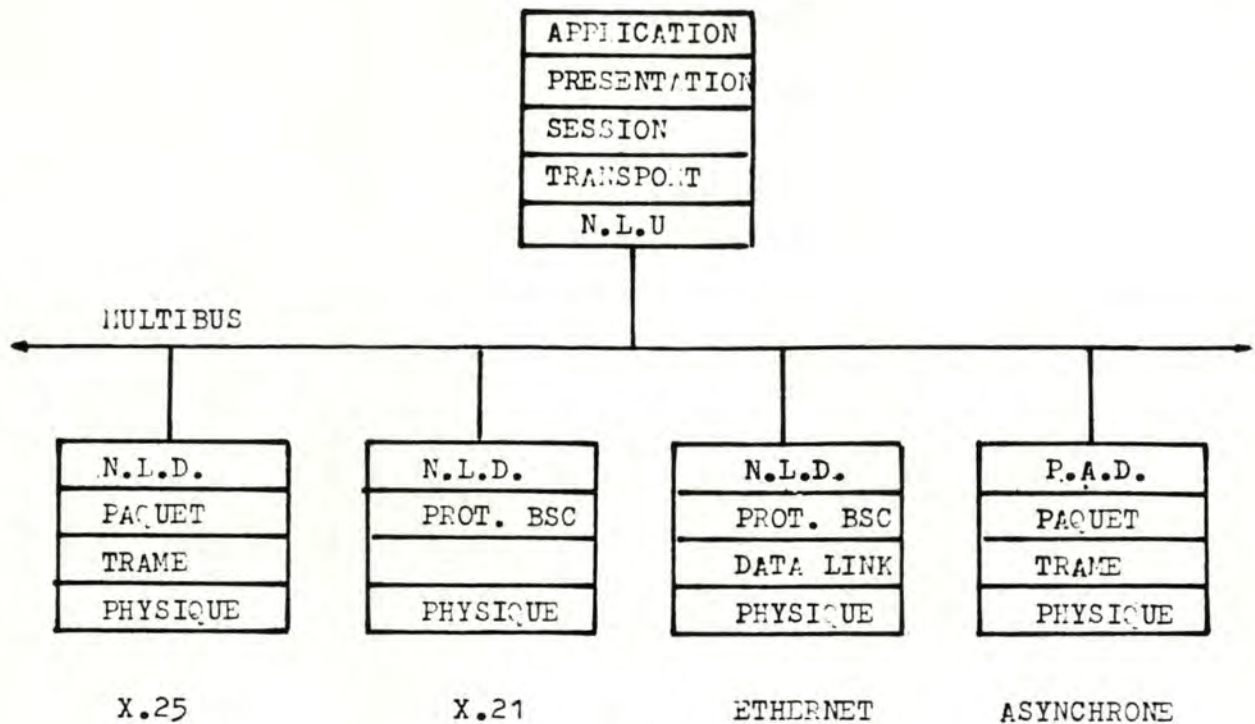 APPLICATION
PRESENTATION
SESSION
TRANSPORT
N.L.U
MULTIBUS
N.L.D.
PAQUET
TRAME
PHYSIQUE
X.25
N.L.D.
PROT. BSC
PHYSIQUE
X.21
N.L.D.
PROT. BSC
DATA LINK
PHYSIQUE
ETHERNET
P.A.D.
PAQUET
TRAME
PHYSIQUE
ASYNCHRONE